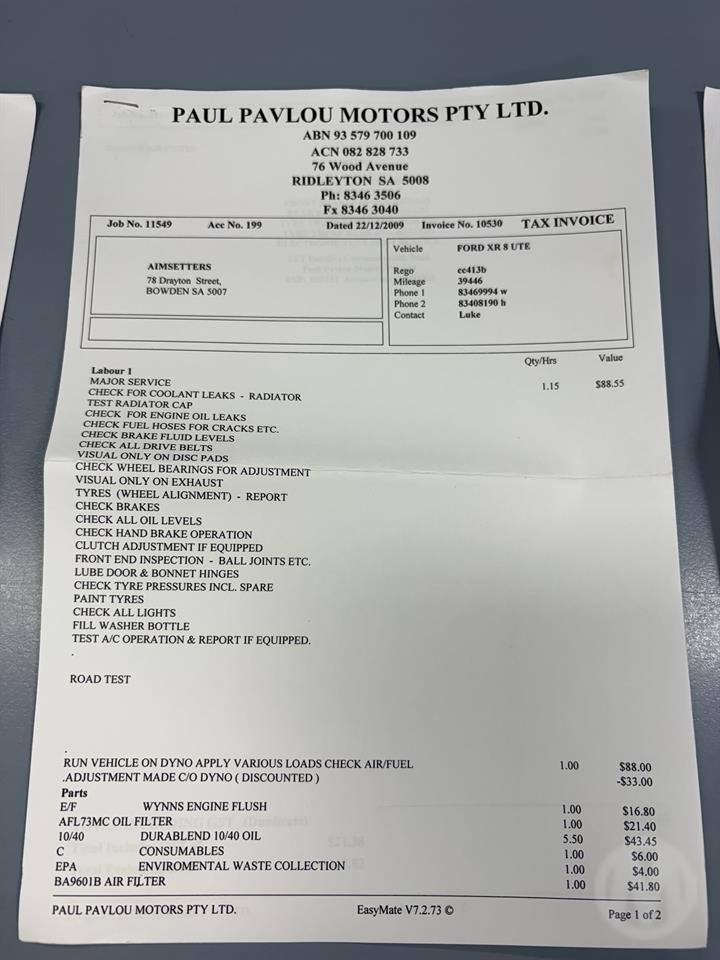 PAUL PAVLOU MOTORS PTY LTD.
ABN 93 579 700 109
ACN 082 828 733
76 Wood Avenue
RIDLEYTON SA 5008
Ph: 8346 3506
Fx 8346 3040
Job No. 11549 Acc No. 199 Dated 22/12/2009 Invoice No. 10530 TAX INVOICE
AIMSETTERS
78 Drayton Street,
BOWDEN SA 5007
Vehicle FORD XR 8 UTE
Rego cc413b
Mileage 39446
Phone 1 83469994 w
Phone 2 83408190 h
Contact Luke
Qty/Hrs Value
Labour 1
MAJOR SERVICE 1.15 $88.55
CHECK FOR COOLANT LEAKS - RADIATOR
TEST RADIATOR CAP
CHECK FOR ENGINE OIL LEAKS
CHECK FUEL HOSES FOR CRACKS ETC.
CHECK BRAKE FLUID LEVELS
CHECK ALL DRIVE BELTS
VISUAL ONLY ON DISC PADS
CHECK WHEEL BEARINGS FOR ADJUSTMENT
VISUAL ONLY ON EXHAUST
TYRES (WHEEL ALIGNMENT) - REPORT
CHECK BRAKES
CHECK ALL OIL LEVELS
CHECK HAND BRAKE OPERATION
CLUTCH ADJUSTMENT IF EQUIPPED
FRONT END INSPECTION - BALL JOINTS ETC.
LUBE DOOR & BONNET HINGES
CHECK TYRE PRESSURES INCL. SPARE
PAINT TYRES
CHECK ALL LIGHTS
FILL WASHER BOTTLE
TEST A/C OPERATION & REPORT IF EQUIPPED.
.
ROAD TEST
.
RUN VEHICLE ON DYNO APPLY VARIOUS LOADS CHECK AIR/FUEL 1.00 $88.00
.ADJUSTMENT MADE C/O DYNO ( DISCOUNTED ) -$33.00
Parts
E/F WYNNS ENGINE FLUSH 1.00 $16.80
AFL73MC OIL FILTER 1.00 $21.40
10/40 DURABLEND 10/40 OIL 5.50 $43.45
C CONSUMABLES 1.00 $6.00
EPA ENVIROMENTAL WASTE COLLECTION 1.00 $4.00
BA9601B AIR FILTER 1.00 $41.80
PAUL PAVLOU MOTORS PTY LTD. EasyMate V7.2.73 © Page 1 of 2